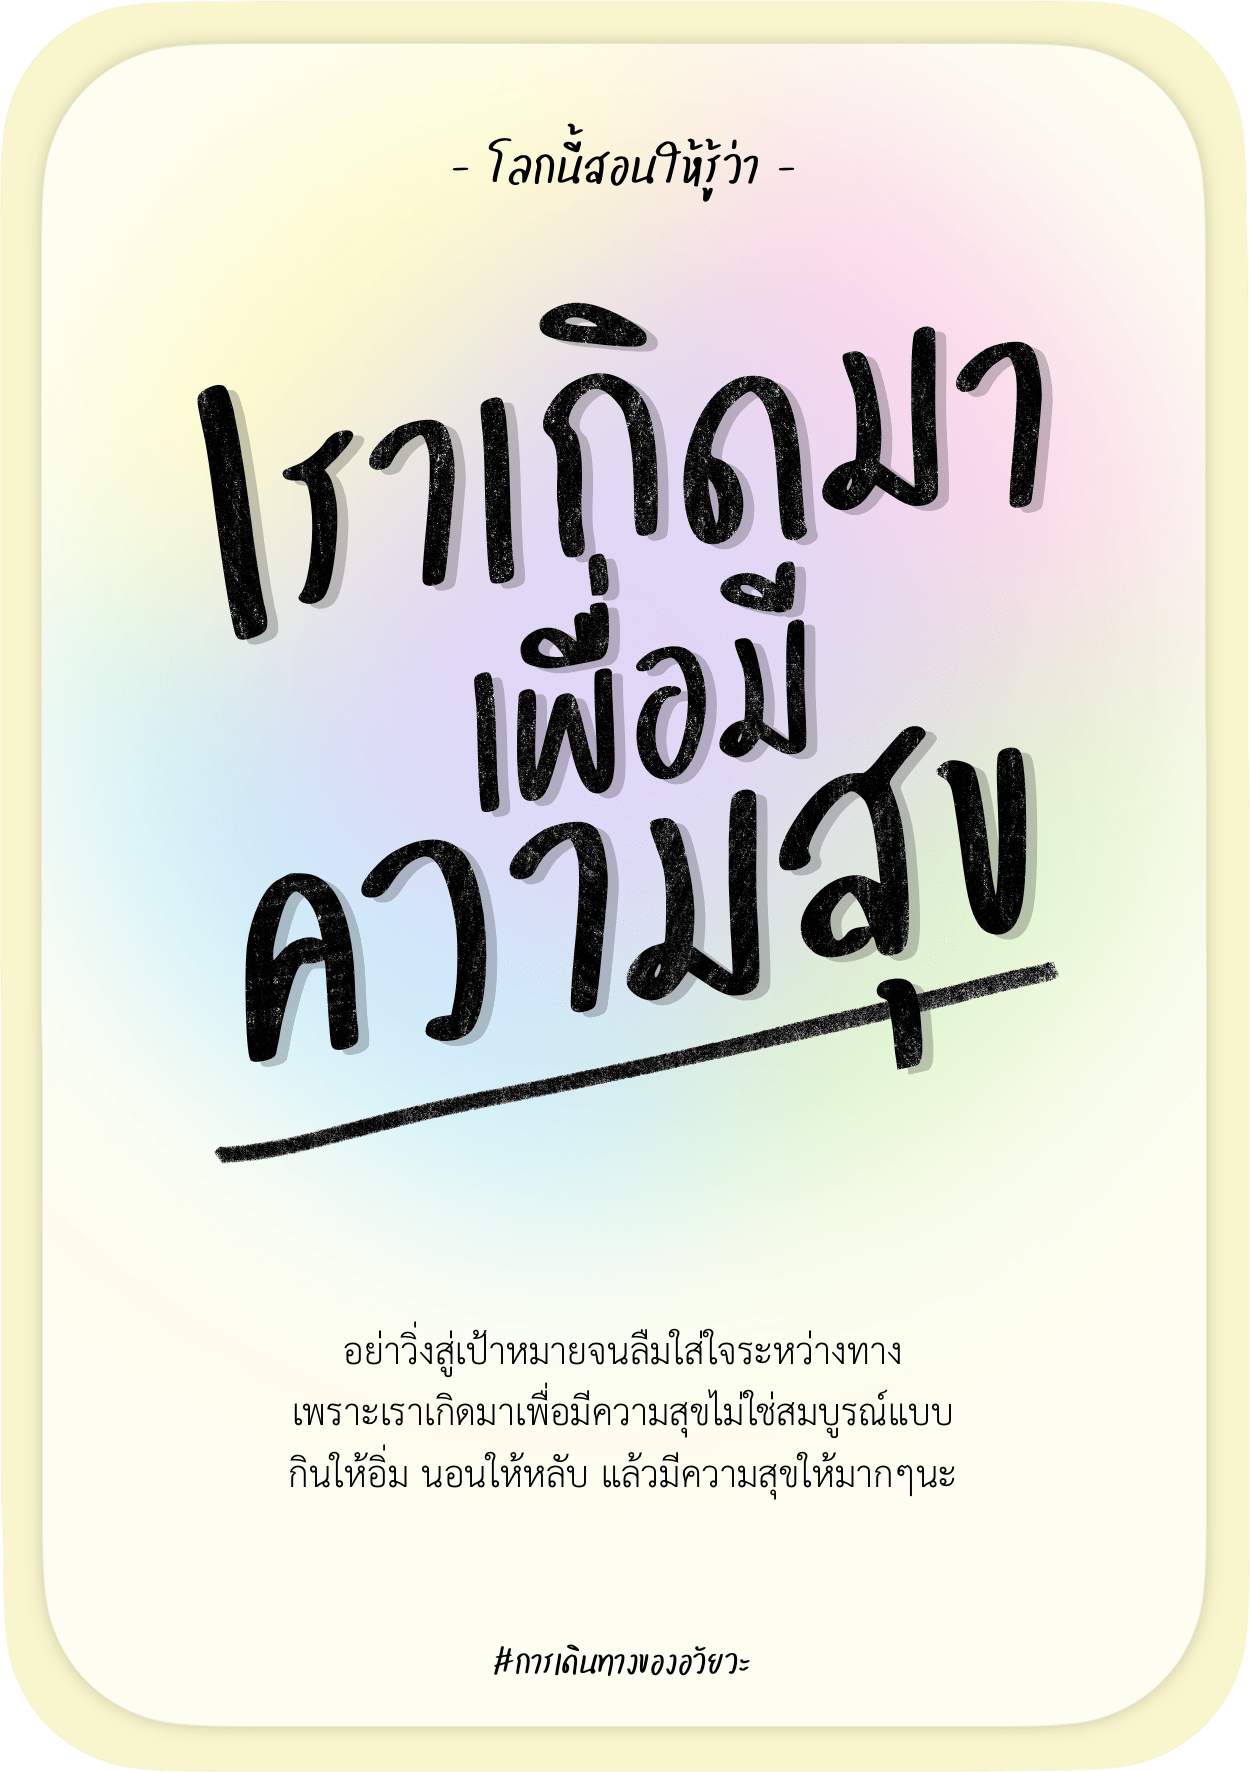 - โลกนี้สอนให้รู้ว่า -
เราเกิดมา
เพื่อมี
ความสุข
อย่าวิ่งสู่เป้าหมายจนลืมใส่ใจระหว่างทาง
เพราะเราเกิดมาเพื่อมีความสุขไม่ใช่สมบูรณ์แบบ
กินให้อิ่ม นอนให้หลับ แล้วมีความสุขให้มากๆนะ
#การเดินทางของอวัยวะ